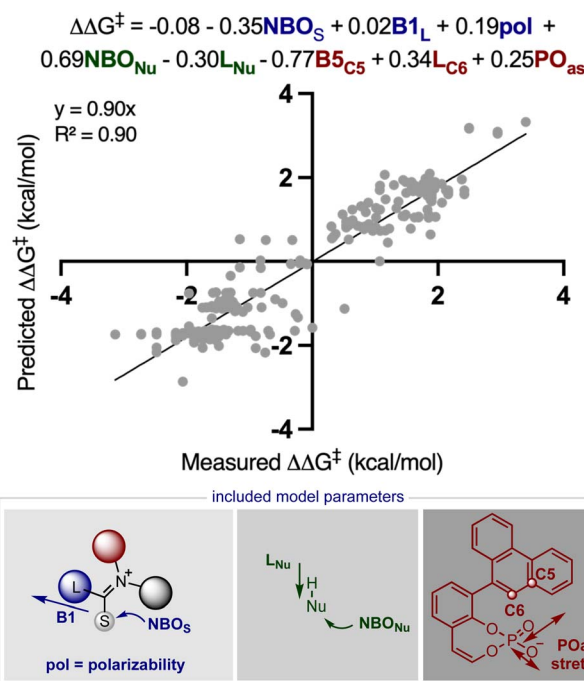 ΔΔG‡ = -0.08 - 0.35NBOS + 0.02B1L + 0.19pol +
0.69NBONu - 0.30LNu - 0.77B5C5 + 0.34LC6 + 0.25POas
y = 0.90x
R² = 0.90
Predicted ΔΔG‡ (kcal/mol)
4
2
-4
-2
2
4
-2
-4
Measured ΔΔG‡ (kcal/mol)
included model parameters
L
N+
S
B1
NBOS
pol = polarizability
LNu
H
Nu
NBONu
C5
C6
O
P
O
O
O−
POa
stret